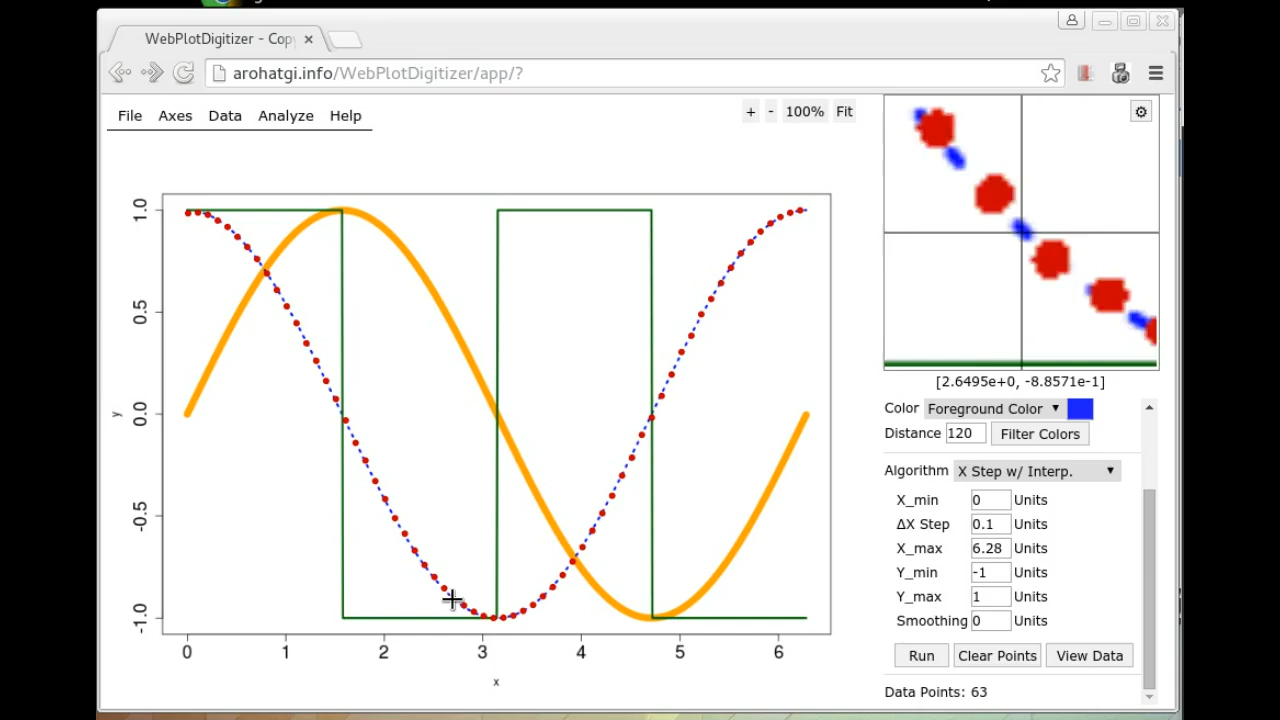 WebPlotDigitizer - Cop
arohatgi.info/WebPlotDigitizer/app/?
File Axes Data Analyze Help
+ - 100% Fit
1.0
0.5
0.0
-0.5
-1.0
y
0 1 2 3 4 5 6
x
[2.6495e+0, -8.8571e-1]
Color Foreground Color
Distance 120 Filter Colors
Algorithm X Step w/ Interp.
X_min 0 Units
ΔX Step 0.1 Units
X_max 6.28 Units
Y_min -1 Units
Y_max 1 Units
Smoothing 0 Units
Run Clear Points View Data
Data Points: 63